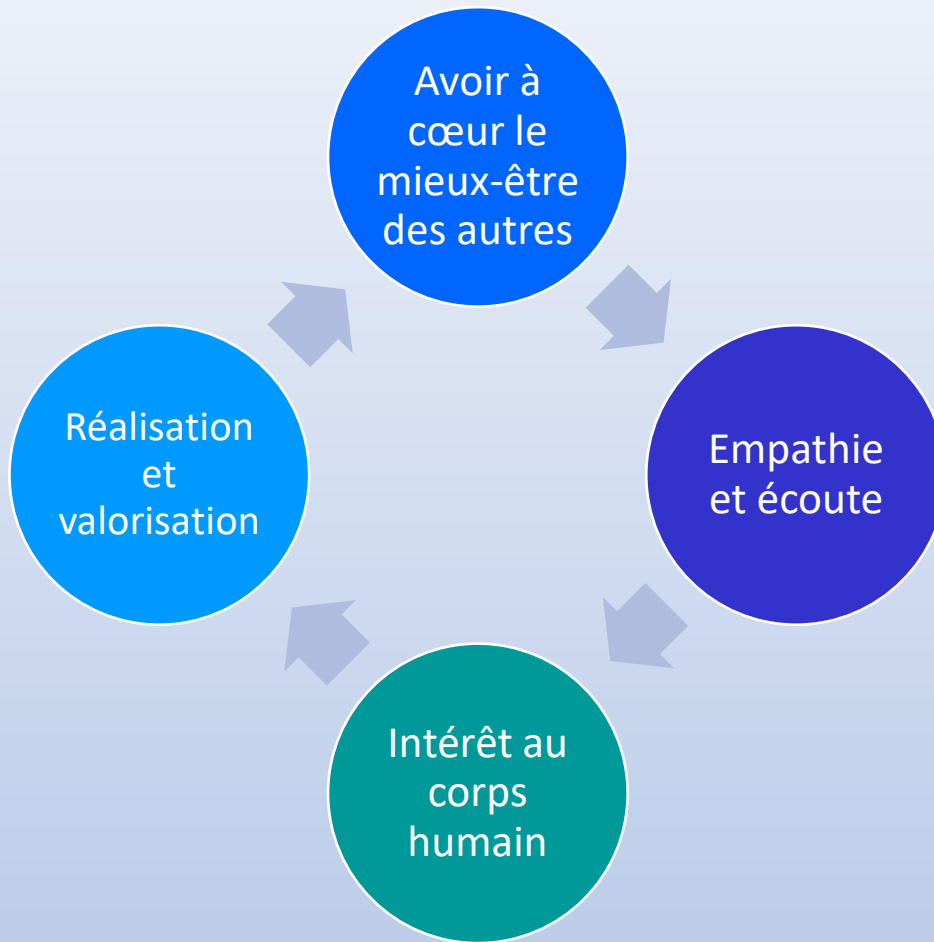 Avoir à
cœur le
mieux-être
des autres
Empathie
et écoute
Intérêt au
corps
humain
Réalisation
et
valorisation